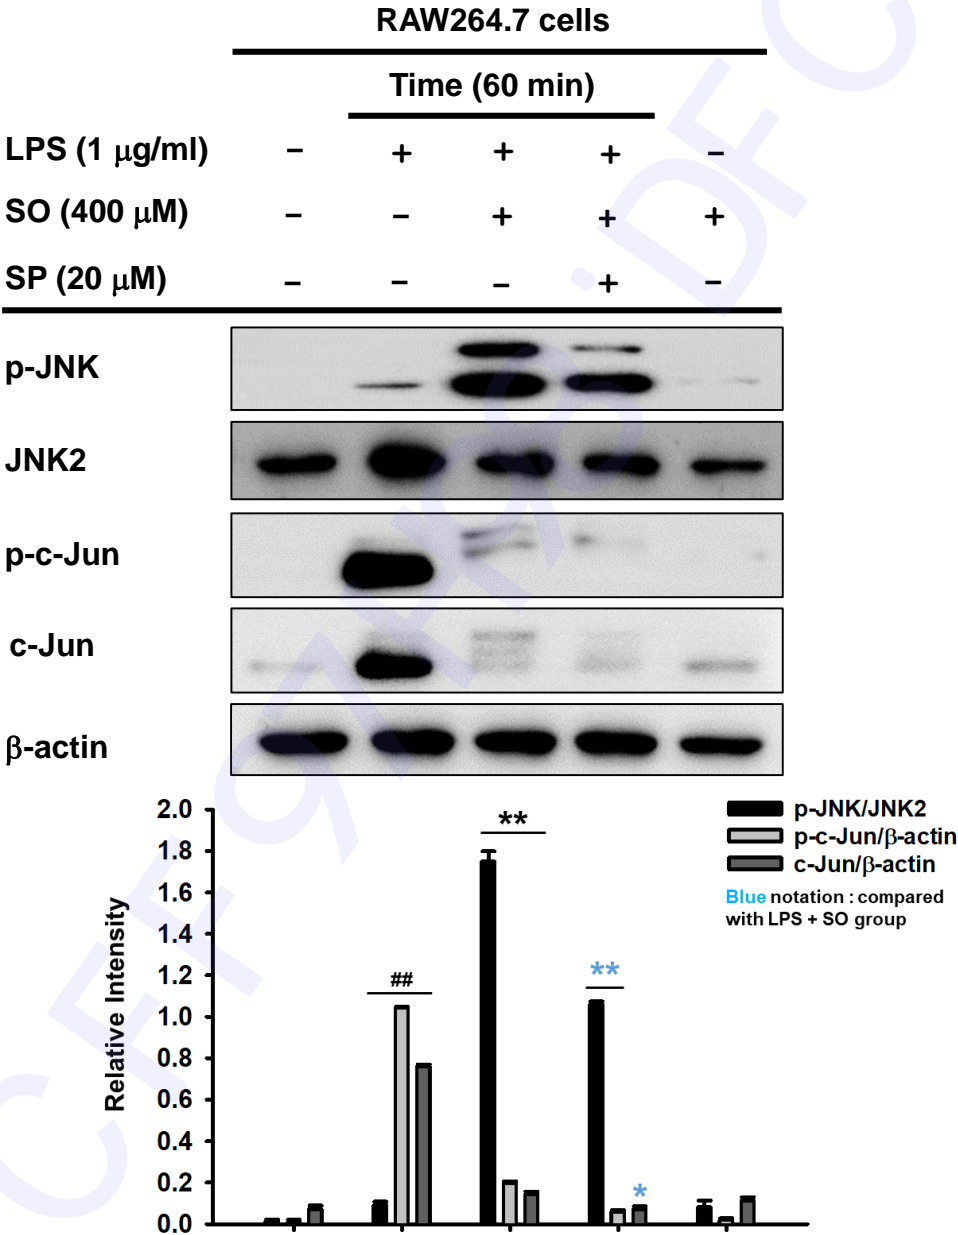 RAW264.7 cells
Time (60 min)
LPS (1 μg/ml) − + + + −
SO (400 μM) − − + + +
SP (20 μM) − − − + −
p-JNK
JNK2
p-c-Jun
c-Jun
β-actin
2.0
1.8
1.6
1.4
1.2
1.0
0.8
0.6
0.4
0.2
0.0
Relative Intensity
##
**
**
*
p-JNK/JNK2
p-c-Jun/β-actin
c-Jun/β-actin
Blue notation : compared
with LPS + SO group